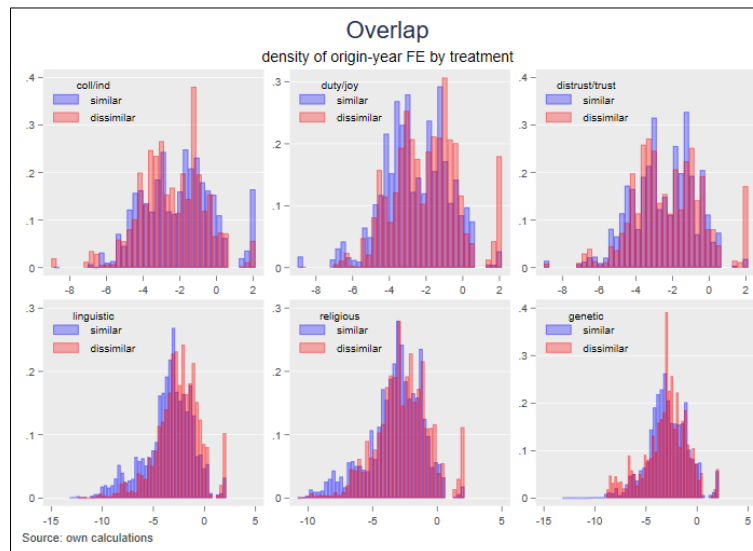 Overlap
density of origin-year FE by treatment
coll/ind
similar
dissimilar
.4
.3
.2
.1
0
-8 -6 -4 -2 0 2
duty/joy
similar
dissimilar
.3
.2
.1
0
-8 -6 -4 -2 0 2
distrust/trust
similar
dissimilar
.4
.3
.2
.1
0
-8 -6 -4 -2 0 2
linguistic
similar
dissimilar
.3
.2
.1
0
-15 -10 -5 0 5
religious
similar
dissimilar
.3
.2
.1
0
-10 -5 0 5
genetic
similar
dissimilar
.4
.3
.2
.1
0
-15 -10 -5 0 5
Source: own calculations